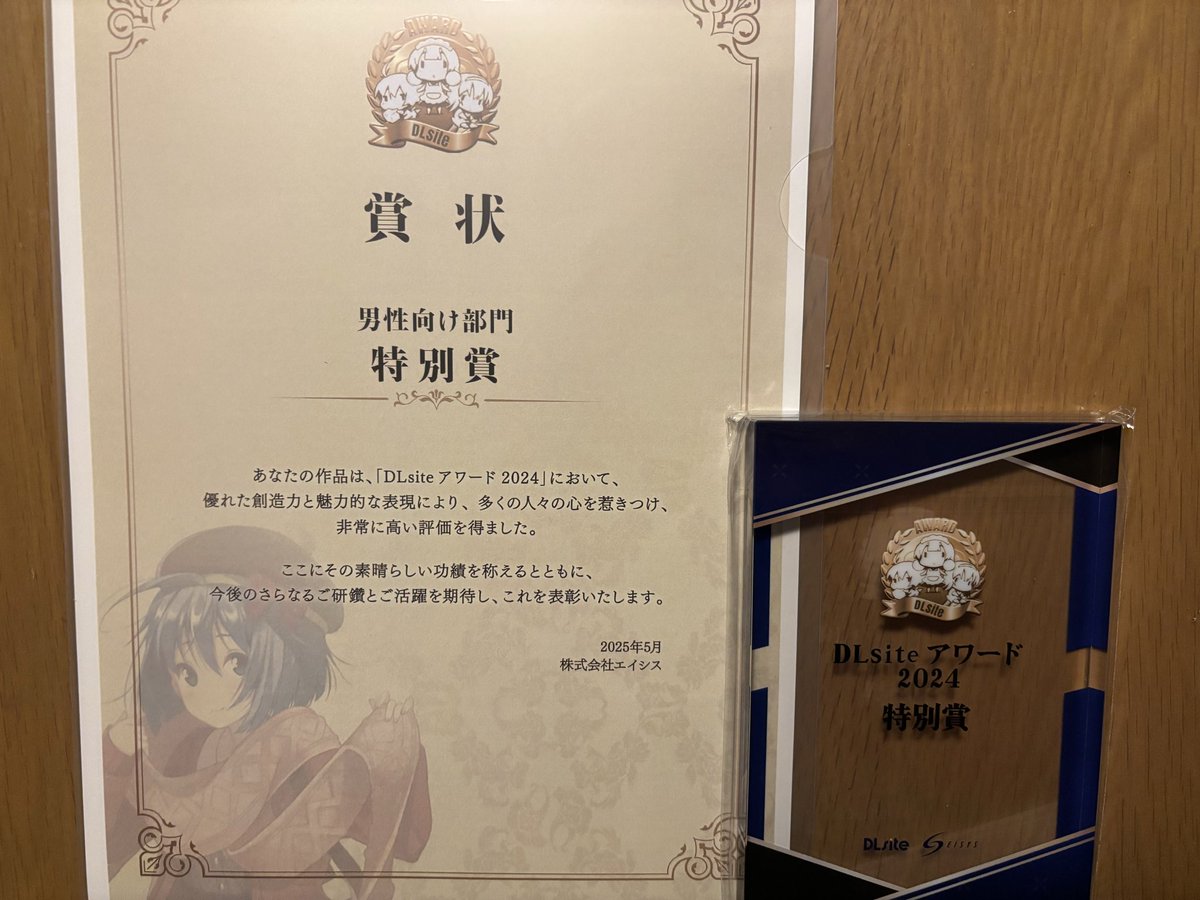 AWARD
DLsite
賞状
男性向け部門
特別賞
あなたの作品は、「DLsite アワード 2024」において、
優れた創造力と魅力的な表現により、多くの人々の心を惹きつけ、
非常に高い評価を得ました。
ここにその素晴らしい功績を称えるとともに、
今後のさらなるご研鑽とご活躍を期待し、これを表彰いたします。
2025年5月
株式会社エイシス
AWARD
DLsite
DLsite アワード
2024
特別賞
DLsite eisys